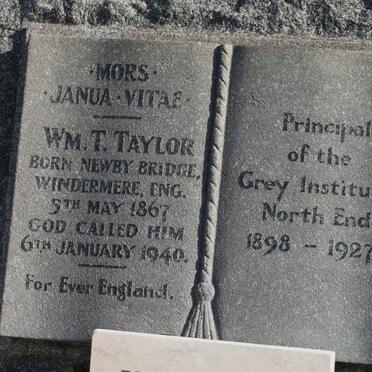 ·MORS·
JANUA·VITAE·
WM. T. TAYLOR
BORN NEWBY BRIDGE,
WINDERMERE, ENG.
5TH MAY 1867
GOD CALLED HIM
6TH JANUARY 1940.
For Ever England.
Principal
of the
Grey Institu
North End
1898 - 1927